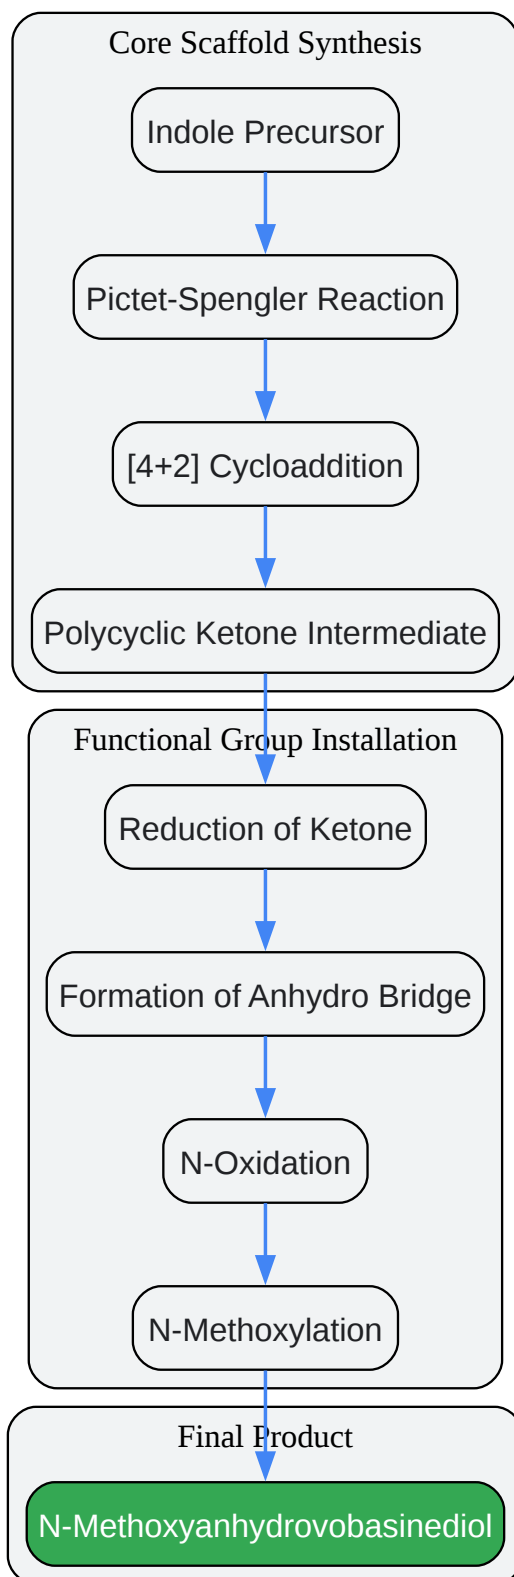 Core Scaffold Synthesis
Indole Precursor
Pictet-Spengler Reaction
[4+2] Cycloaddition
Polycyclic Ketone Intermediate
Functional Group Installation
Reduction of Ketone
Formation of Anhydro Bridge
N-Oxidation
N-Methoxylation
Final Product
N-Methoxyanhydrovobasinediol